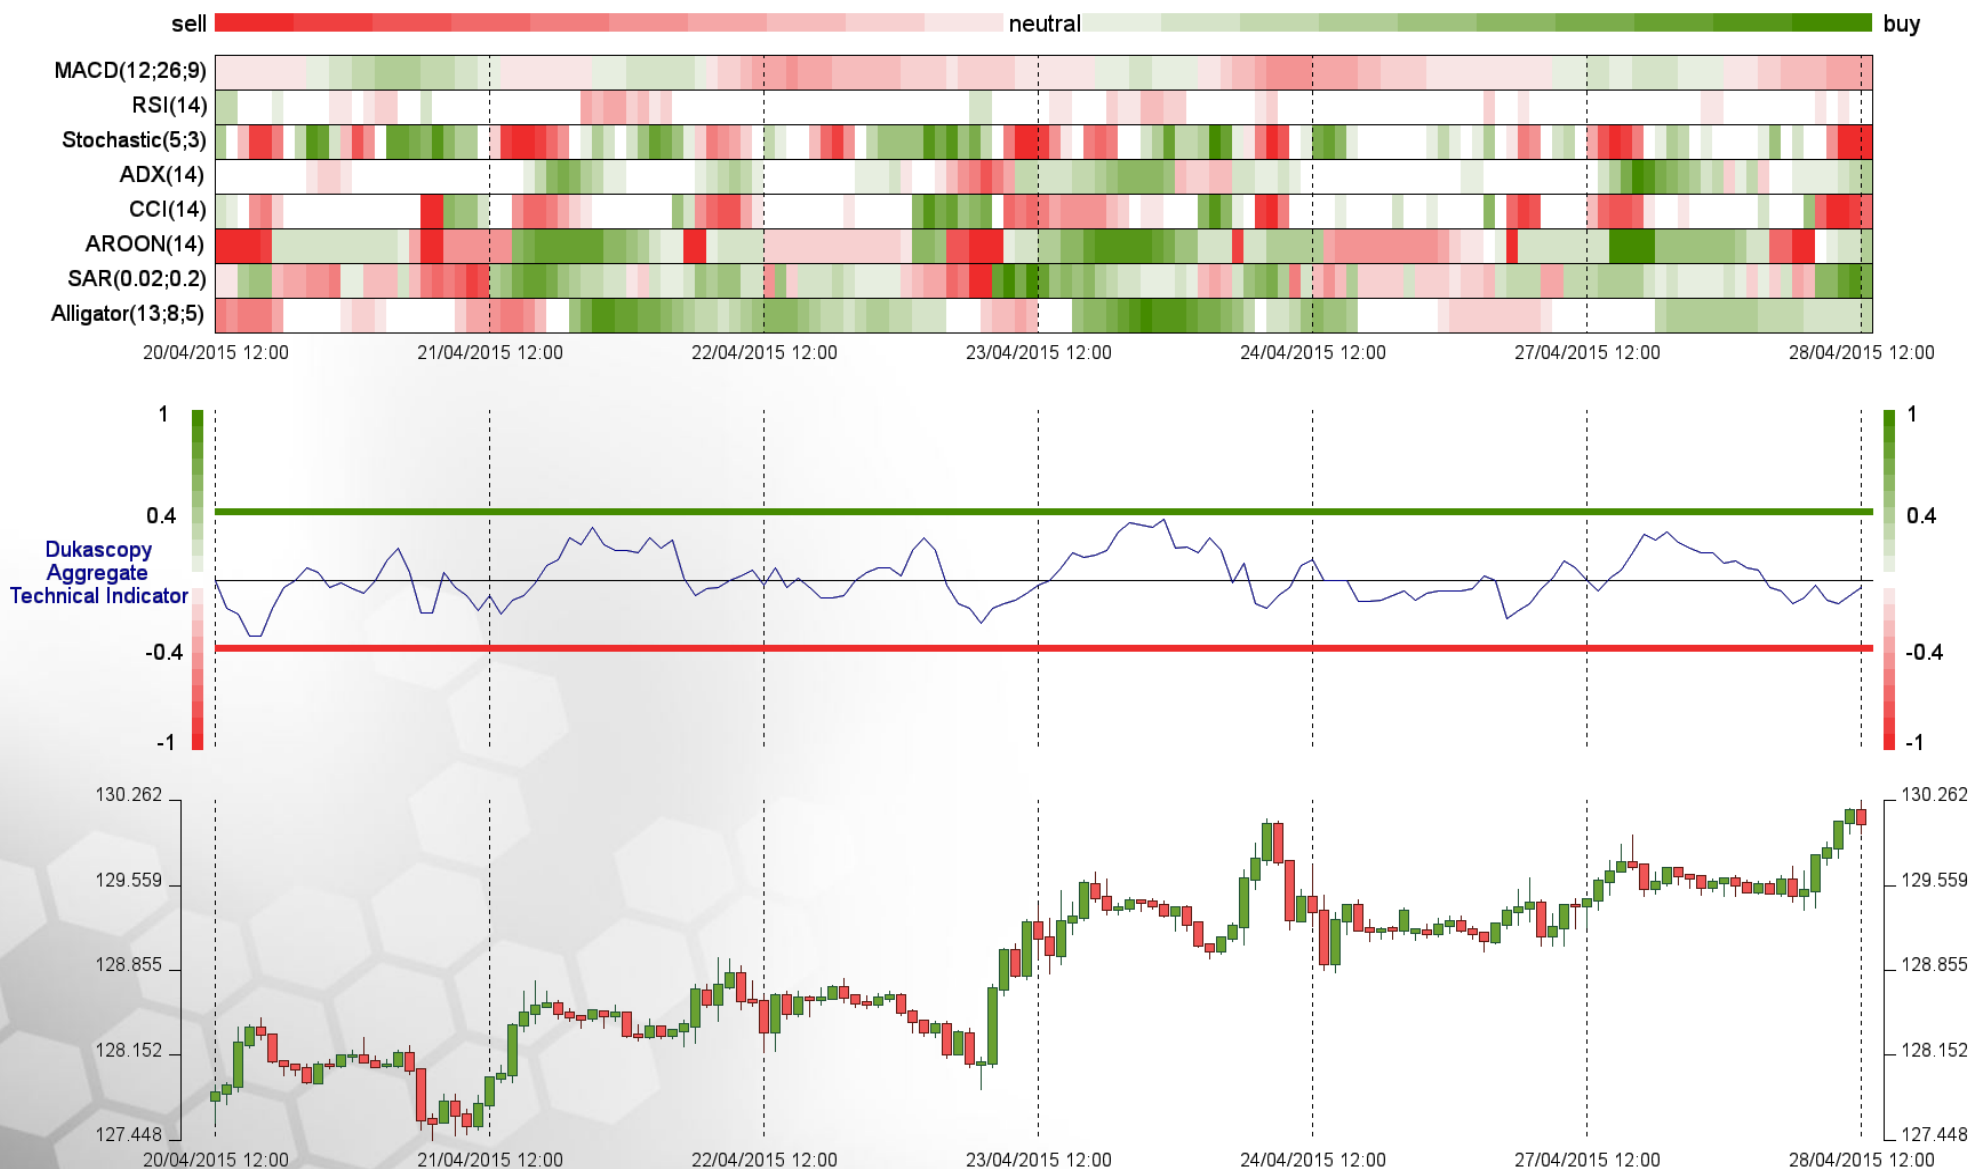 sell neutral buy
MACD(12;26;9)
RSI(14)
Stochastic(5;3)
ADX(14)
CCI(14)
AROON(14)
SAR(0.02;0.2)
Alligator(13;8;5)
20/04/2015 12:00 21/04/2015 12:00 22/04/2015 12:00 23/04/2015 12:00 24/04/2015 12:00 27/04/2015 12:00 28/04/2015 12:00
1 1
0.4 0.4
Dukascopy
Aggregate
Technical Indicator
-0.4 -0.4
-1 -1
130.262 130.262
129.559 129.559
128.855 128.855
128.152 128.152
127.448 127.448
20/04/2015 12:00 21/04/2015 12:00 22/04/2015 12:00 23/04/2015 12:00 24/04/2015 12:00 27/04/2015 12:00 28/04/2015 12:00